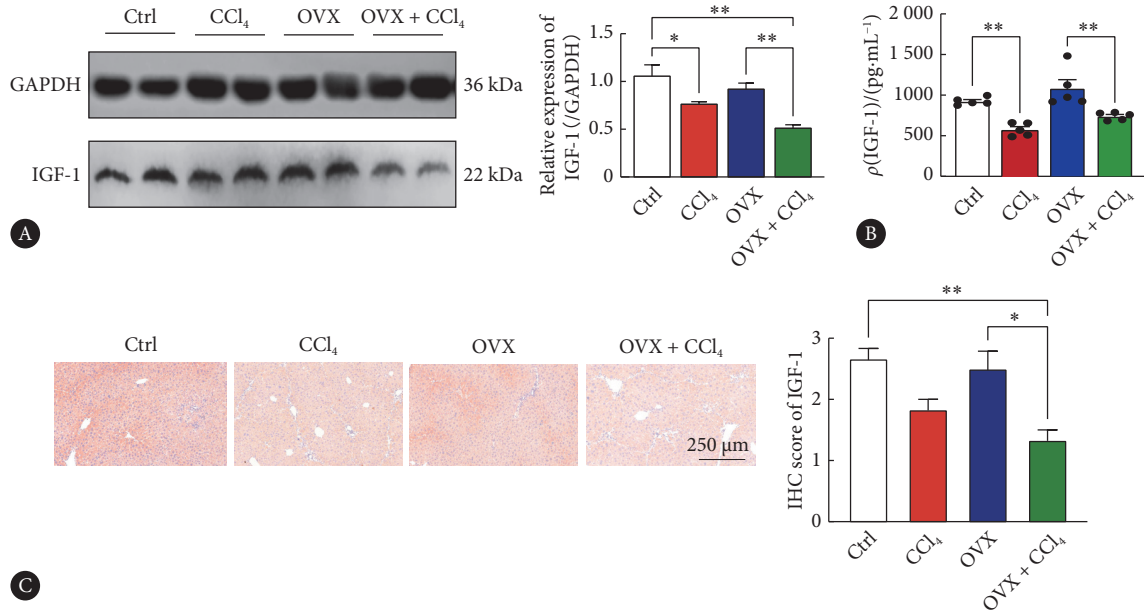 Ctrl CCl₄ OVX OVX + CCl₄
GAPDH 36 kDa
IGF-1 22 kDa
A
Relative expression of
IGF-1 (/GAPDH)
1.5
1.0
0.5
0
** * **
Ctrl CCl₄ OVX OVX + CCl₄
ρ(IGF-1)/(pg·mL⁻¹)
2 000
1 500
1000
500
0
** **
Ctrl CCl₄ OVX OVX + CCl₄
B
Ctrl CCl₄ OVX OVX + CCl₄
250 μm
IHC score of IGF-1
3
2
1
0
** *
Ctrl CCl₄ OVX OVX + CCl₄
C